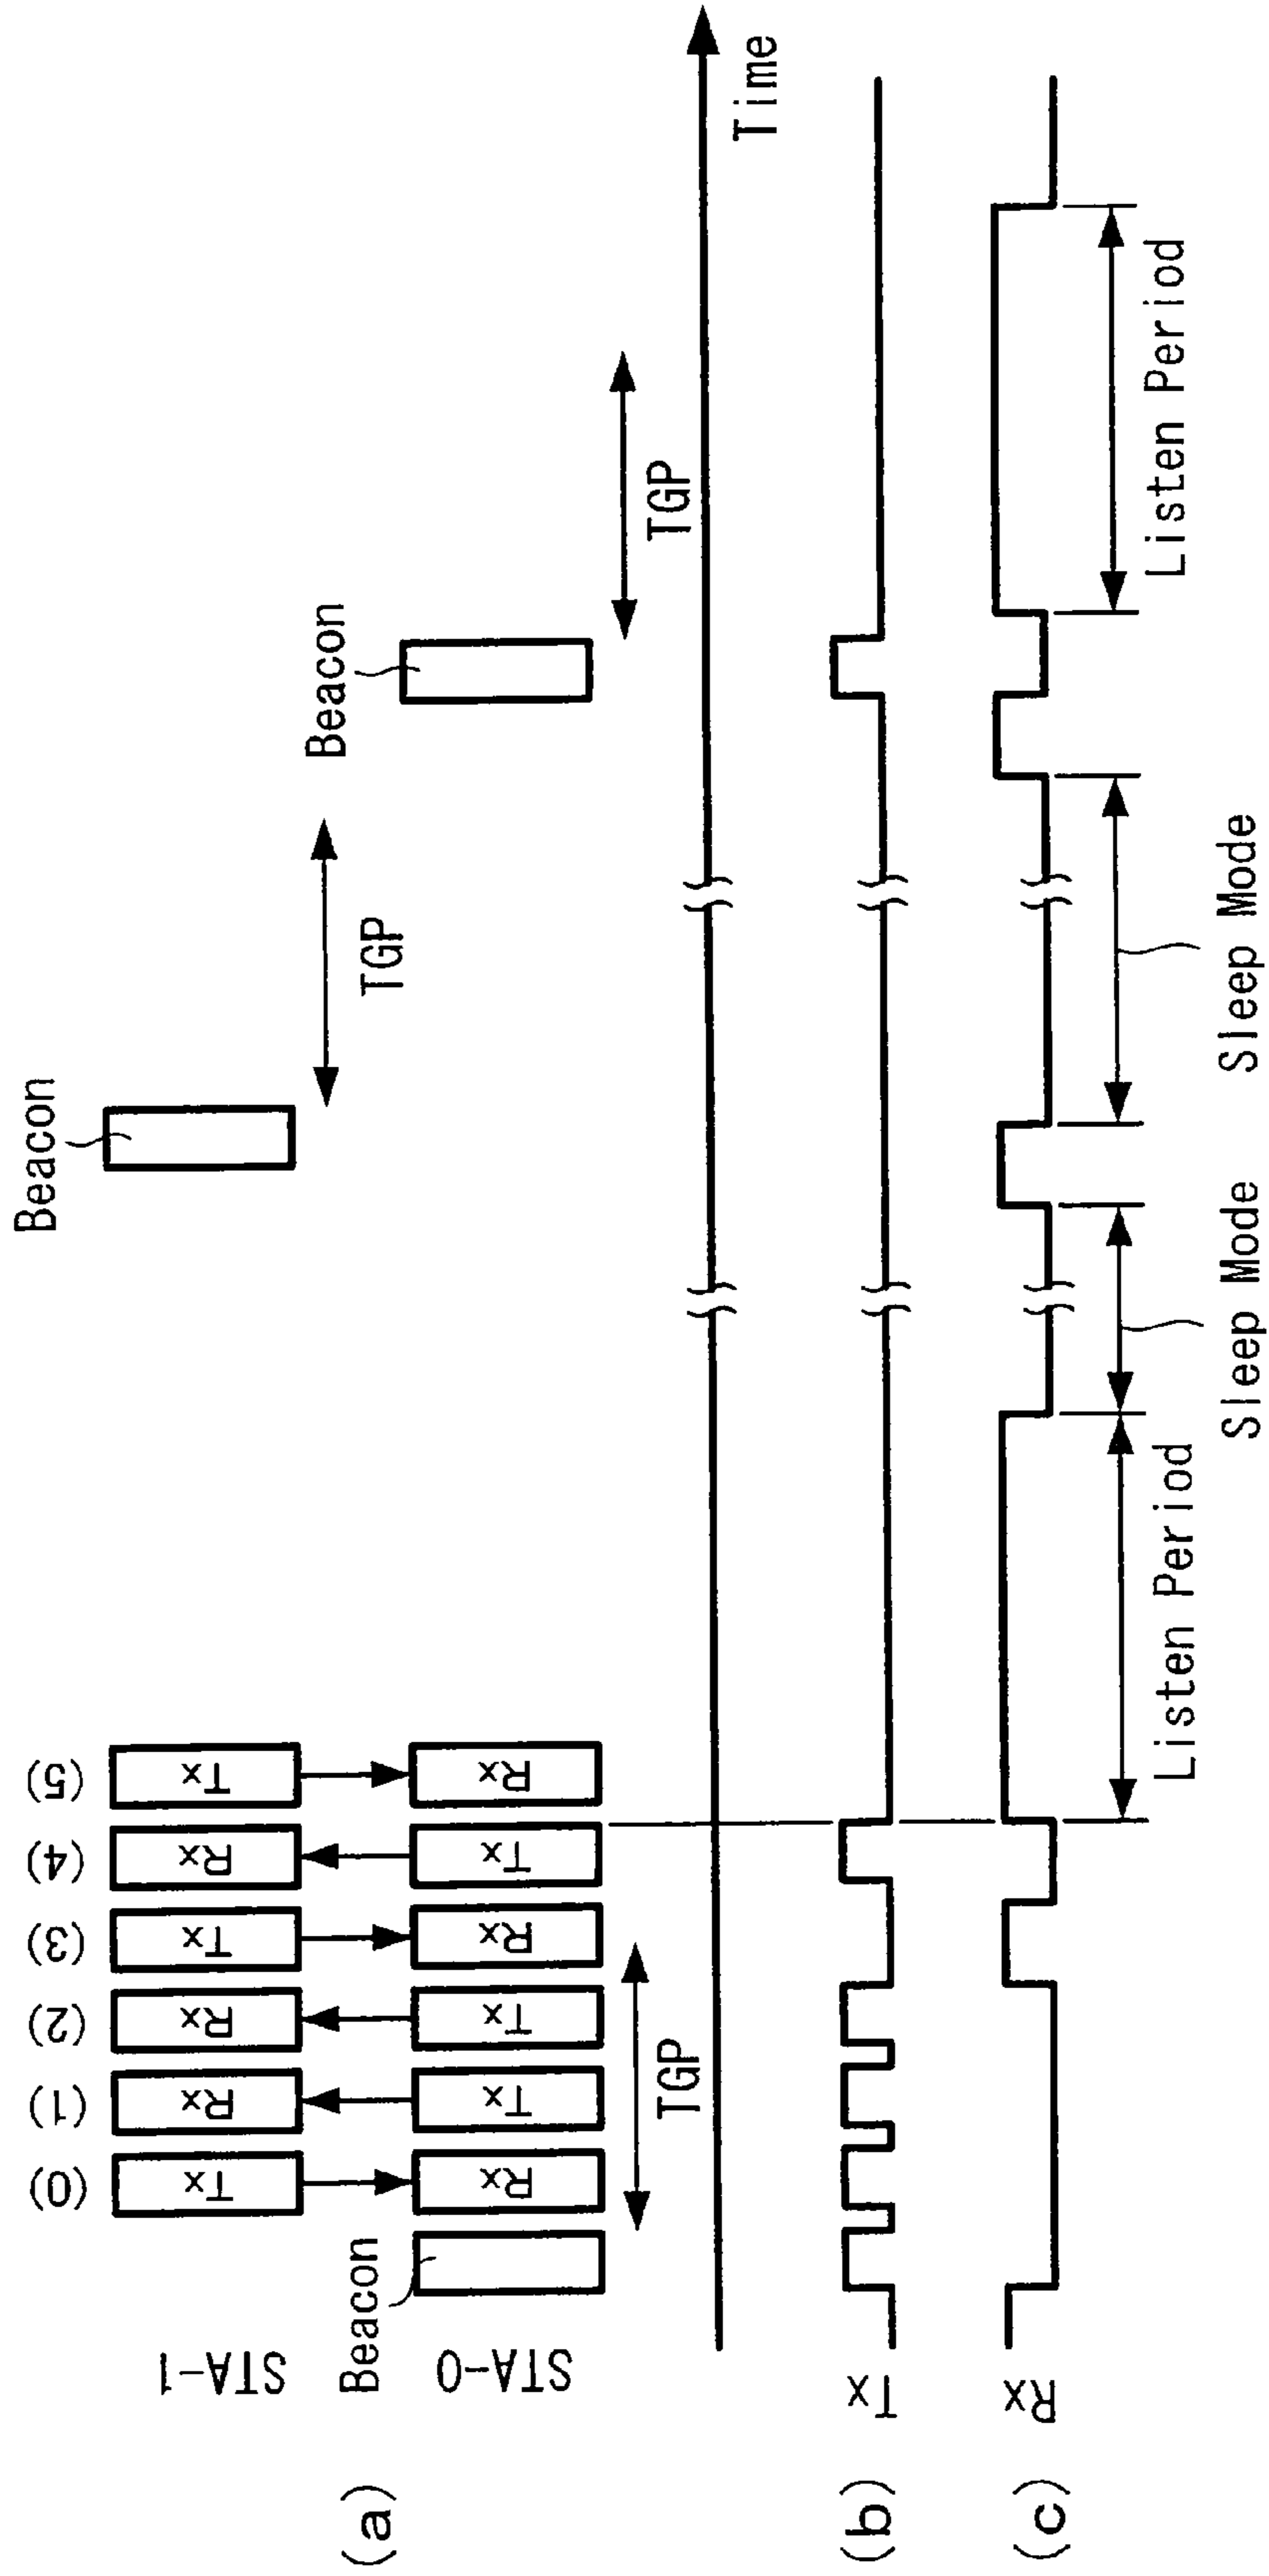 (a)
STA-1
STA-0
Beacon
(0)
(1)
(2)
(3)
(4)
(5)
Tx
Rx
Rx
Tx
Rx
Tx
Rx
Tx
Tx
Rx
Tx
Rx
TGP
Beacon
TGP
Beacon
TGP
Time
(b)
Tx
(c)
Rx
Listen Period
Sleep Mode
Sleep Mode
Listen Period